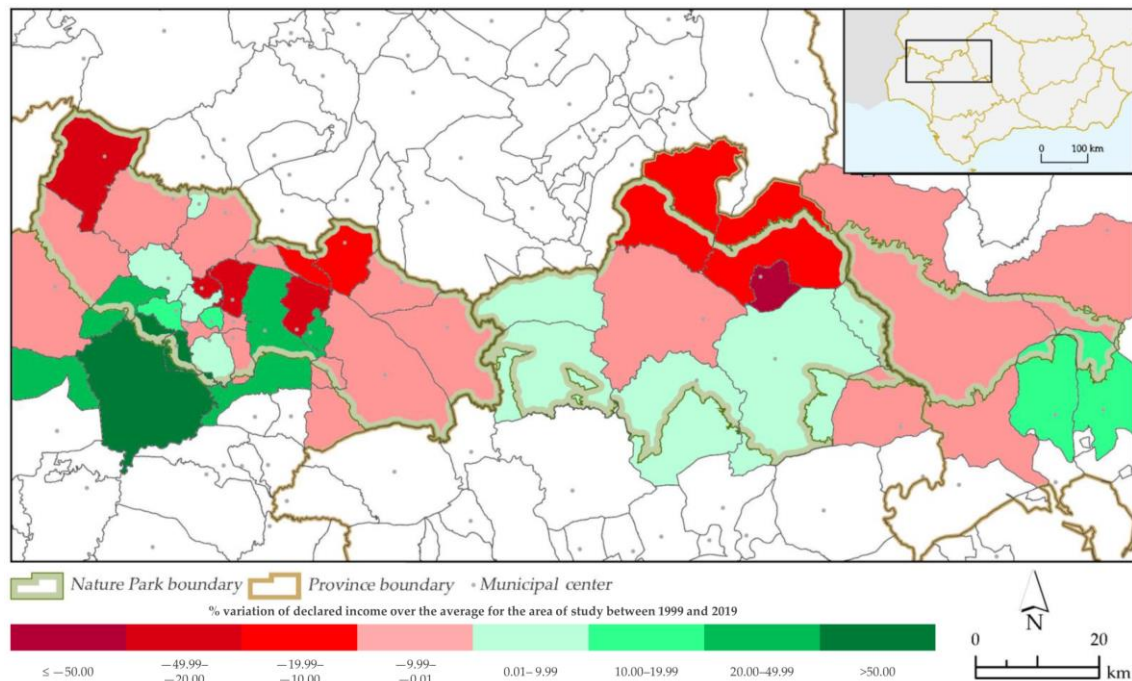 0 100 km
Nature Park boundary Province boundary Municipal center
% variation of declared income over the average for the area of study between 1999 and 2019
≤ −50.00 −49.99– −20.00 −19.99– −10.00 −9.99– −0.01 0.01– 9.99 10.00–19.99 20.00–49.99 >50.00
N
0 20
km